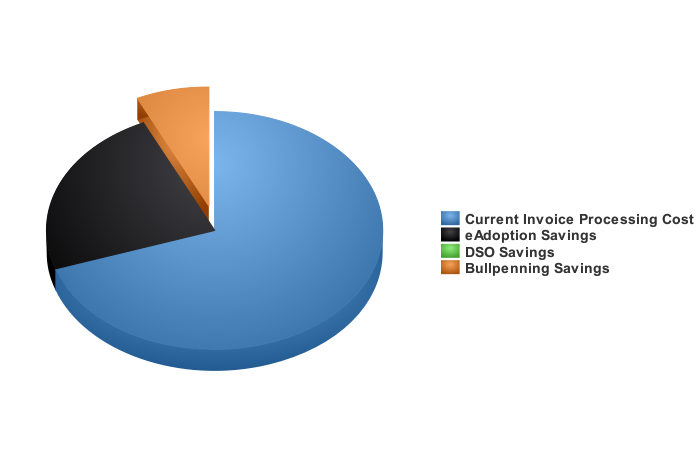 Current Invoice Processing Cost
eAdoption Savings
DSO Savings
Bullpenning Savings